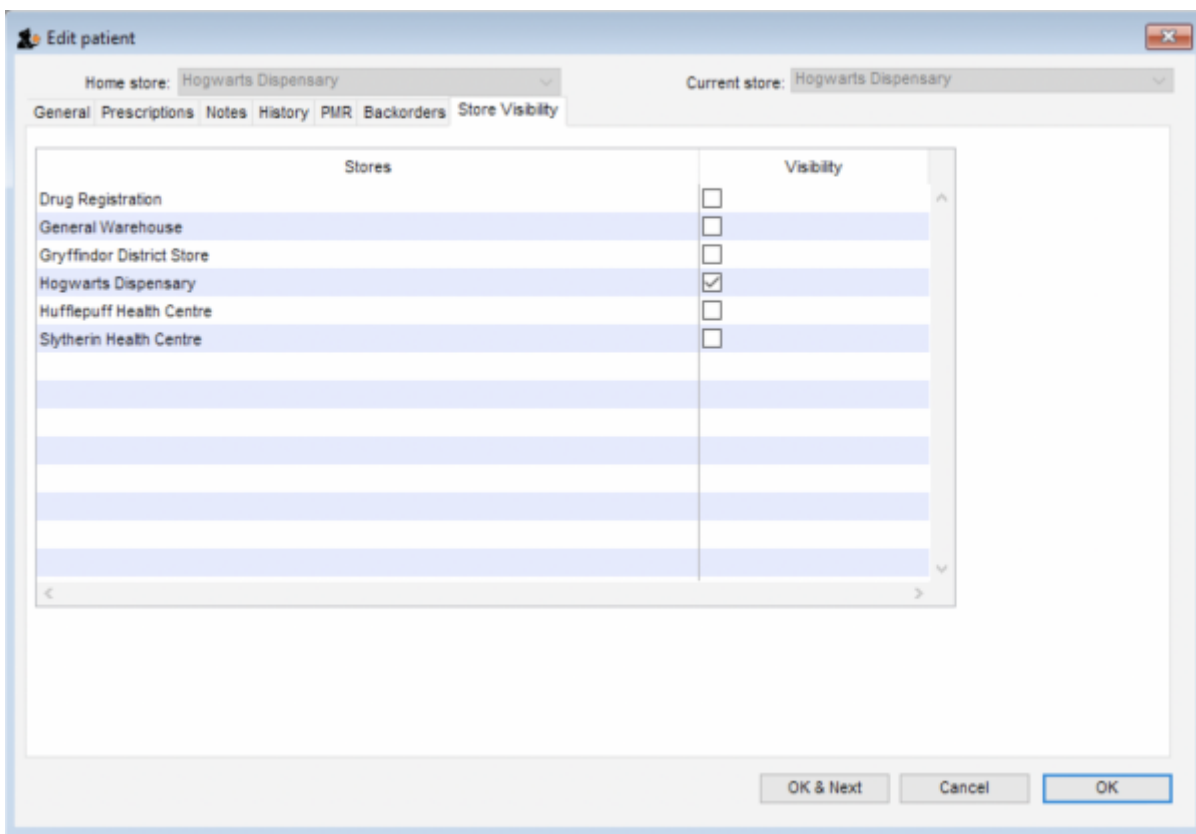 Edit patient
Home store: Hogwarts Dispensary Current store: Hogwarts Dispensary
General Prescriptions Notes History PMR Backorders Store Visibility
Stores Visibility
Drug Registration
General Warehouse
Gryffindor District Store
Hogwarts Dispensary
Hufflepuff Health Centre
Slytherin Health Centre
OK & Next Cancel OK